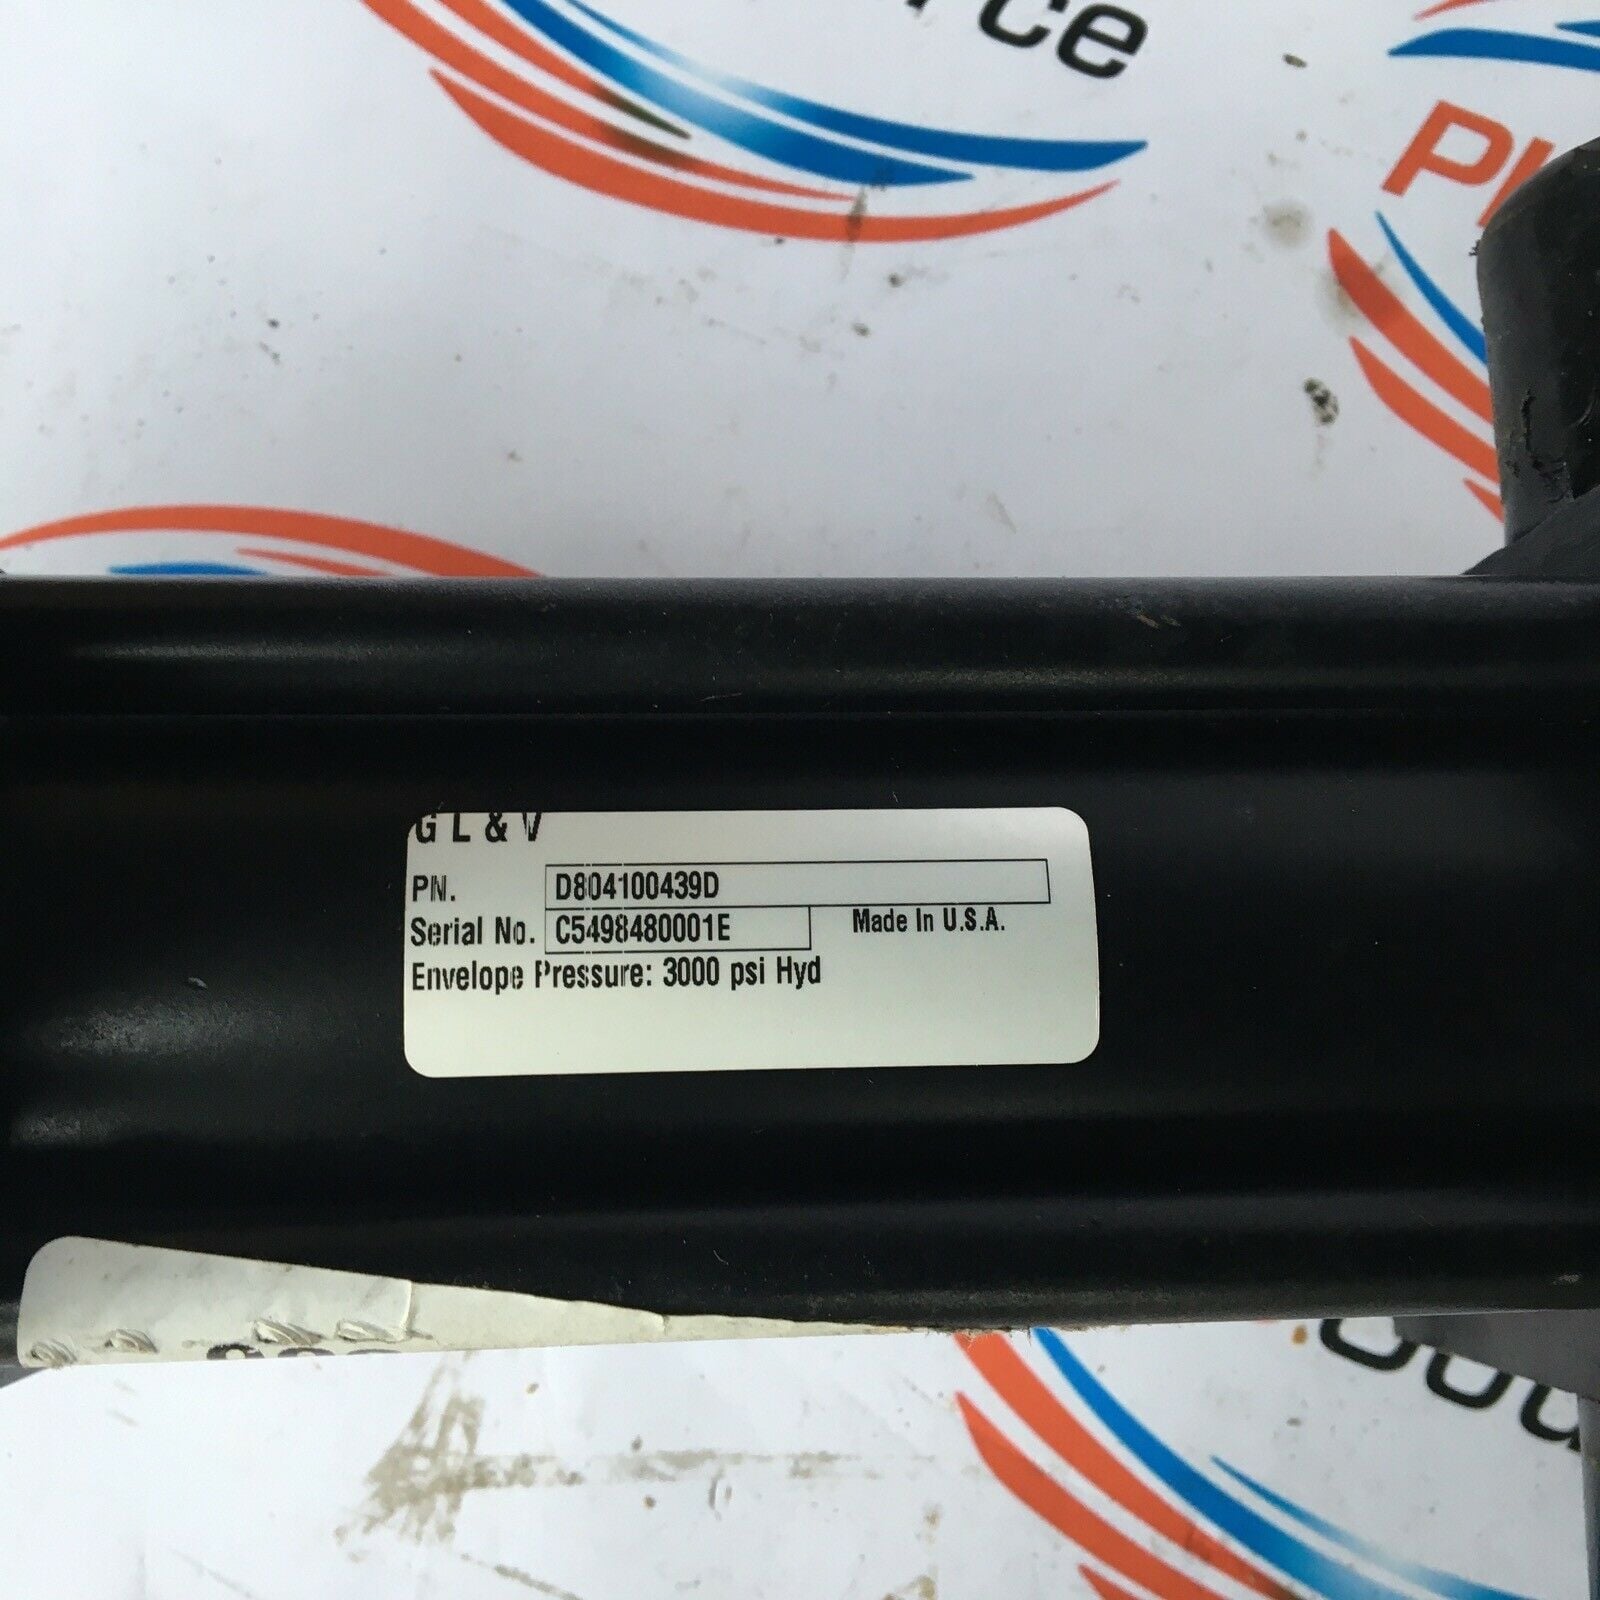 G L & V
PN. D804100439D
Serial No. C5498480001E Made In U.S.A.
Envelope Pressure: 3000 psi Hyd